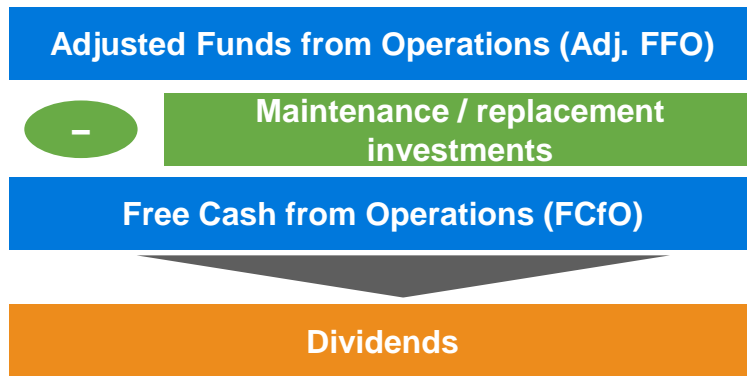 Adjusted Funds from Operations (Adj. FFO)
–
Maintenance / replacement
investments
Free Cash from Operations (FCfO)
Dividends